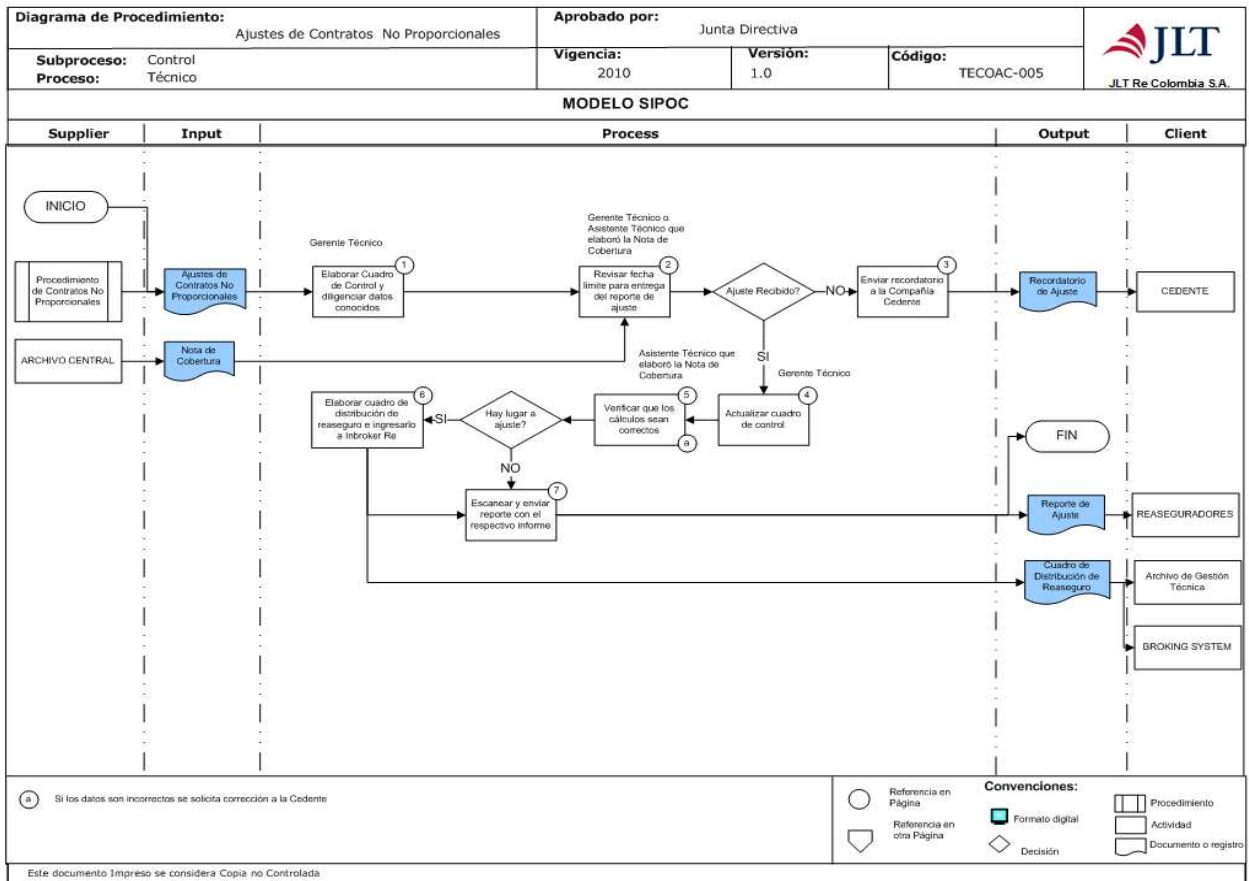 Diagrama de Procedimiento:
Ajustes de Contratos No Proporcionales
Aprobado por:
Junta Directiva
Subproceso: Control
Proceso: Técnico
Vigencia:
2010
Versión:
1.0
Código:
TECOAC-005
JLT
JLT Re Colombia S.A.
MODELO SIPOC
Supplier
Input
Process
Output
Client
INICIO
Procedimiento
de Contratos No
Proporcionales
Ajustes de
Contratos No
Proporcionales
Gerente Técnico
1
Elaborar Cuadro
de Control y
diligenciar datos
conocidos
Gerente Técnico o
Asistente Técnico que
elaboró la Nota de
Cobertura
2
Revisar fecha
límite para entrega
del reporte de
ajuste
Ajuste Recibido?
NO
3
Enviar recordatorio
a la Compañía
Cedente
Recordatorio
de Ajuste
CEDENTE
ARCHIVO CENTRAL
Nota de
Cobertura
SI
Gerente Técnico
4
Actualizar cuadro
de control
Asistente Técnico que
elaboró la Nota de
Cobertura
5
Verificar que los
cálculos sean
correctos
a
Hay lugar a
ajuste?
SI
6
Elaborar cuadro de
distribución de
reaseguro e ingresarlo
a Inbroker Re
NO
7
Escanear y enviar
reporte con el
respectivo informe
FIN
Reporte de
Ajuste
REASEGURADORES
Cuadro de
Distribución de
Reaseguro
Archivo de Gestión
Técnica
BROKING SYSTEM
a Si los datos son incorrectos se solicita corrección a la Cedente
Convenciones:
Referencia en
Página
Referencia en
otra Página
Formato digital
Decisión
Procedimiento
Actividad
Documento o registro
Este documento Impreso se considera Copia no Controlada